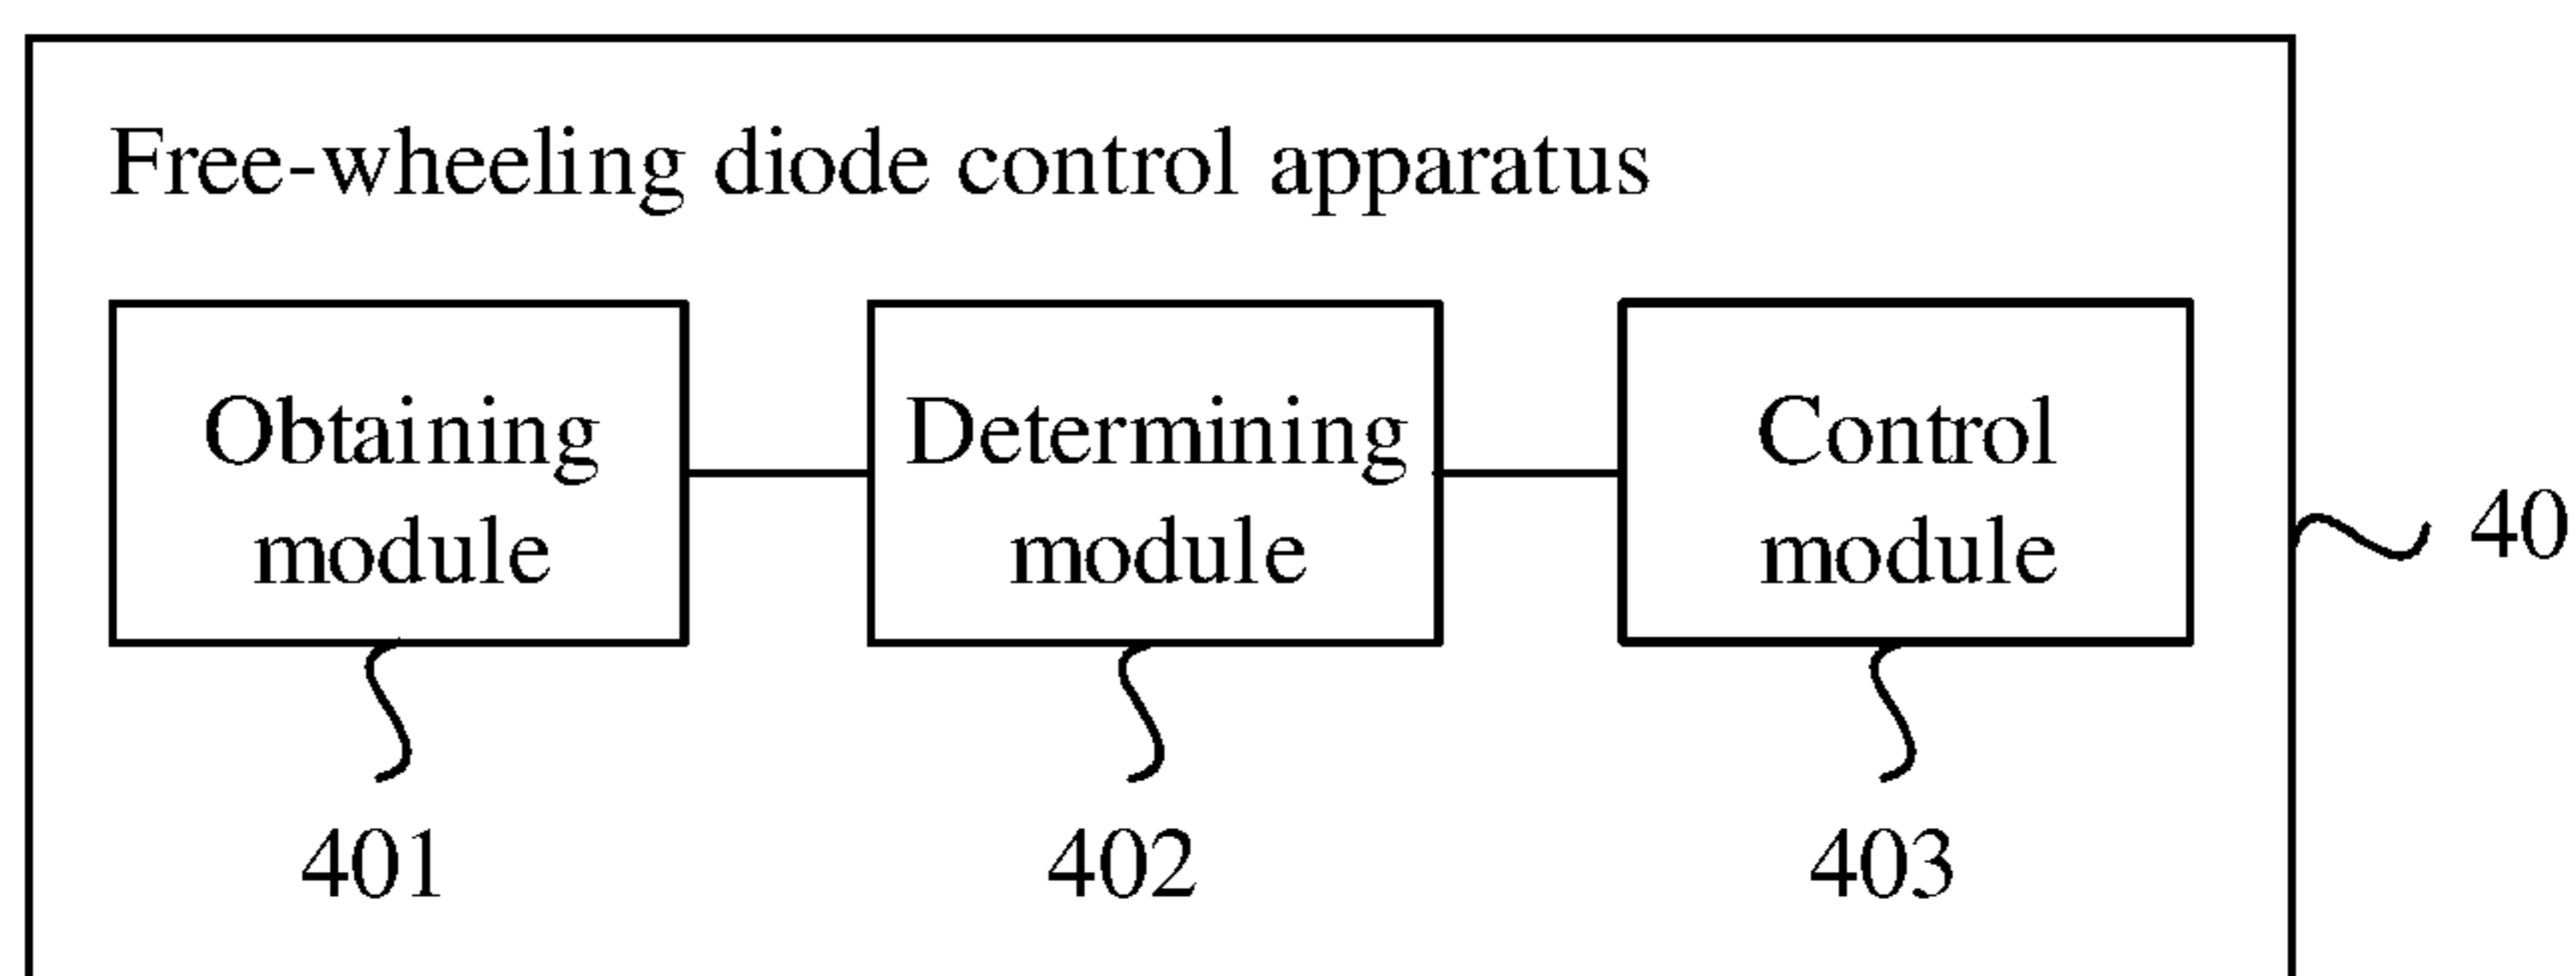 Free-wheeling diode control apparatus
Obtaining
module
Determining
module
Control
module
40
401
402
403